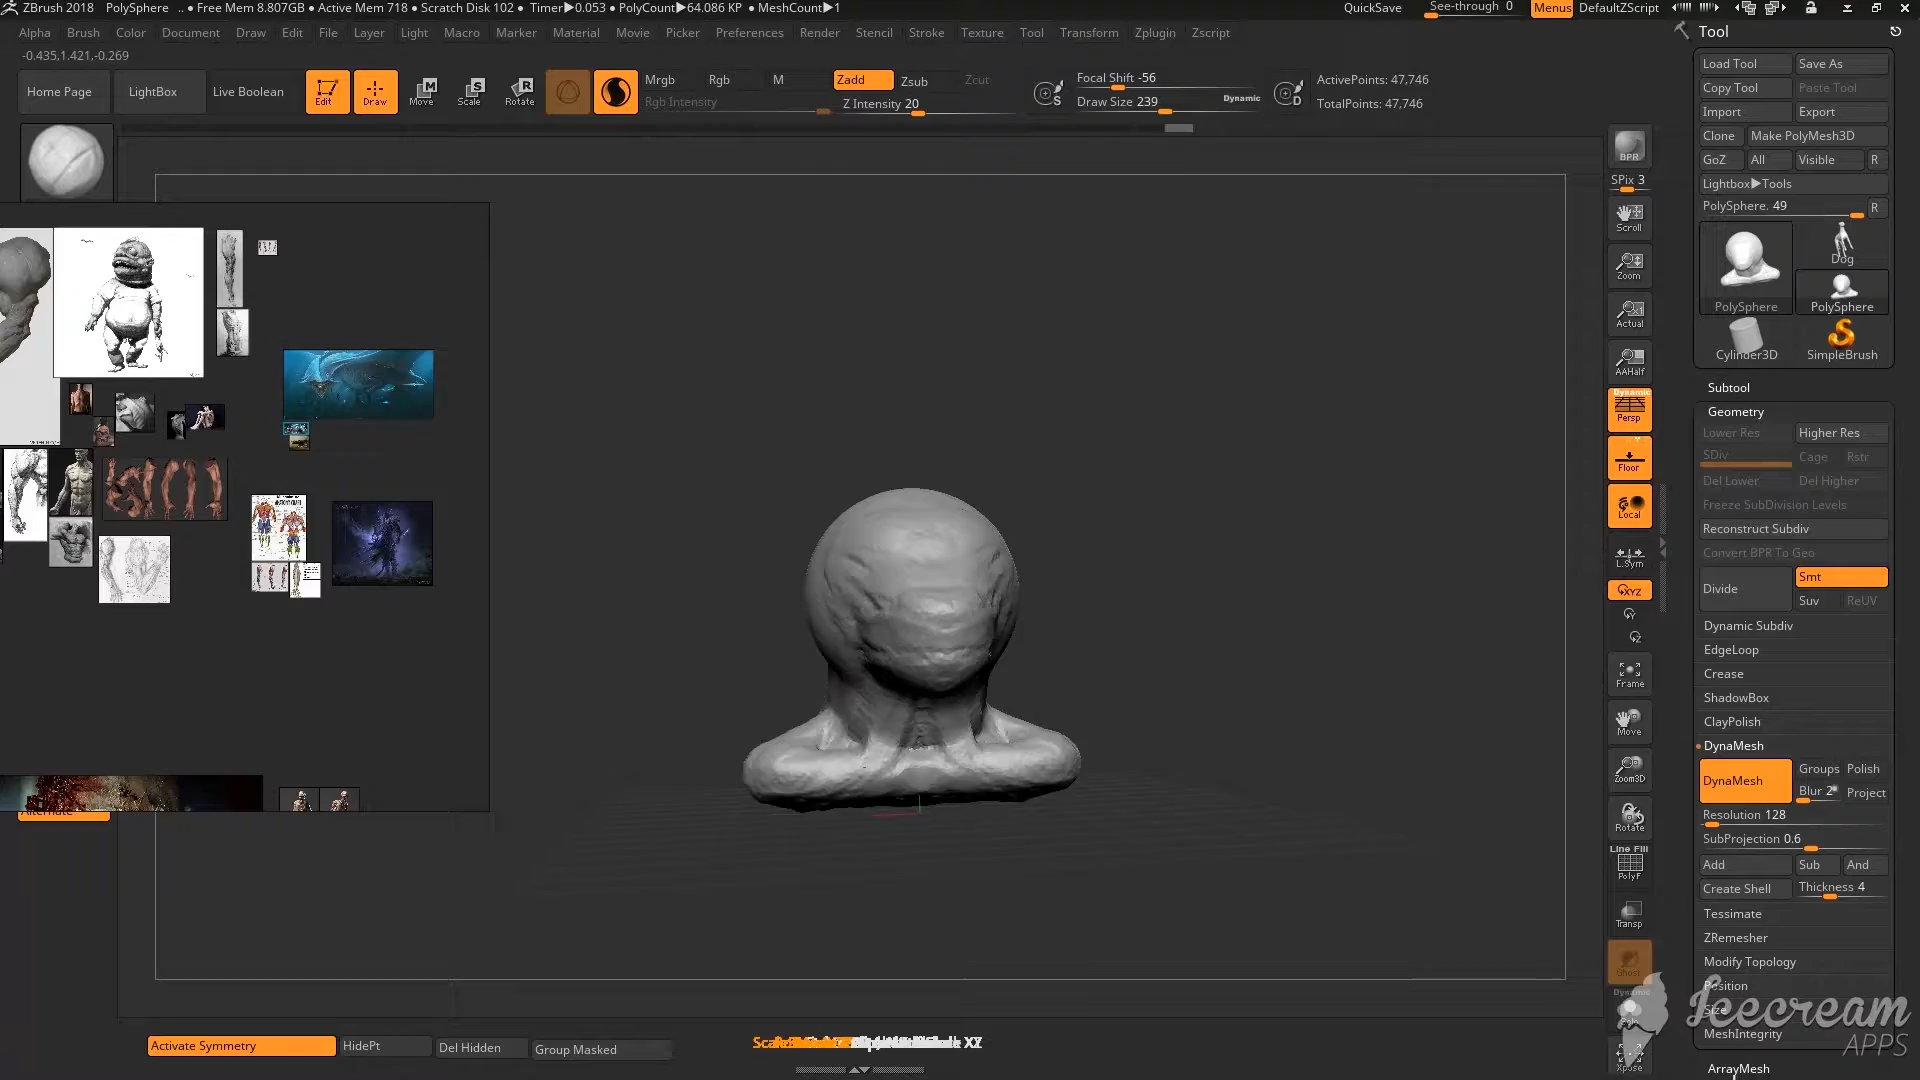 ZBrush 2018 PolySphere .. ● Free Mem 8.807GB ● Active Mem 718 ● Scratch Disk 102 ● Timer▶0.053 ● PolyCount▶64.086 KP ● MeshCount▶1 QuickSave See-through 0 Menus DefaultZScript
Alpha Brush Color Document Draw Edit File Layer Light Macro Marker Material Movie Picker Preferences Render Stencil Stroke Texture Tool Transform Zplugin Zscript
Tool
-0.435,1.421,-0.269
Home Page LightBox Live Boolean Edit Draw Move Scale Rotate
Mrgb Rgb M Zadd Zsub Zcut
Rgb Intensity Z Intensity 20
Focal Shift -56
Draw Size 239 Dynamic
S
D
ActivePoints: 47,746
TotalPoints: 47,746
Load Tool Save As
Copy Tool Paste Tool
Import Export
Clone Make PolyMesh3D
GoZ All Visible R
Lightbox▶Tools
PolySphere. 49 R
PolySphere
Dog
PolySphere
Cylinder3D
SimpleBrush
Subtool
Geometry
Lower Res Higher Res
SDiv Cage Rstr
Del Lower Del Higher
Freeze SubDivision Levels
Reconstruct Subdiv
Convert BPR To Geo
Divide Smt
Suv ReUV
Dynamic Subdiv
EdgeLoop
Crease
ShadowBox
ClayPolish
DynaMesh
DynaMesh Groups Polish
Blur 2 Project
Resolution 128
SubProjection 0.6
Add Sub And
Create Shell Thickness 4
Tessimate
ZRemesher
Modify Topology
Position
Size
MeshIntegrity
ArrayMesh
BPR
SPix 3
Scroll
Zoom
Actual
AAHalf
Dynamic
Persp
Floor
Local
L.Sym
XYZ
Y
Z
Frame
Move
Zoom3D
Rotate
Line Fill
PolyF
Transp
Ghost
Dynamic
Solo
Xpose
Alternate
Activate Symmetry HidePt Del Hidden Group Masked
Icecream
APPS